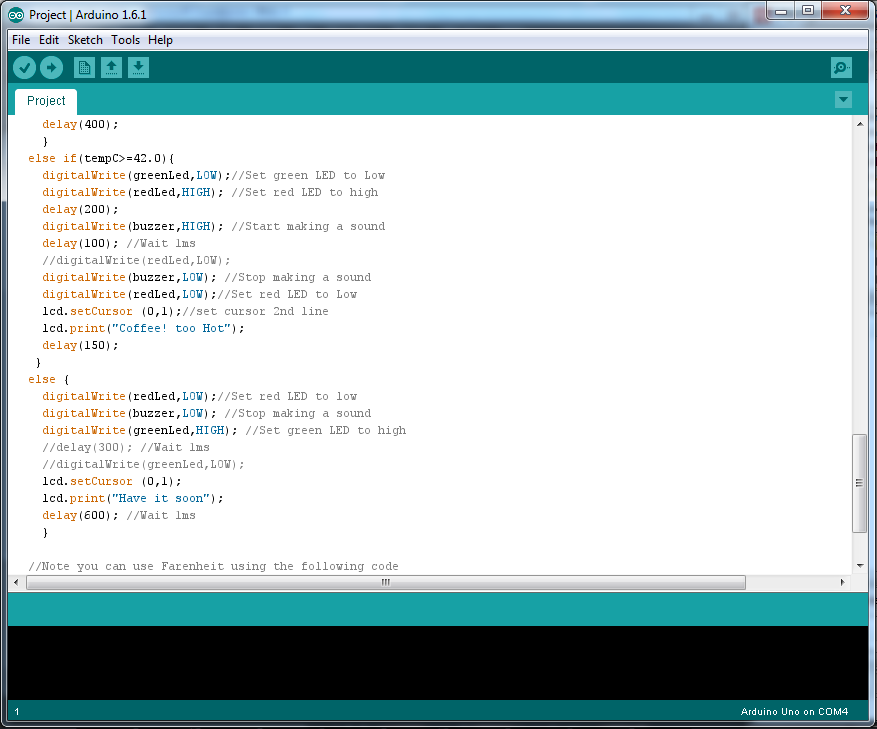 Project | Arduino 1.6.1
File Edit Sketch Tools Help
Project
delay(400);
}
else if(tempC>=42.0){
digitalWrite(greenLed,LOW);//Set green LED to Low
digitalWrite(redLed,HIGH); //Set red LED to high
delay(200);
digitalWrite(buzzer,HIGH); //Start making a sound
delay(100); //Wait 1ms
//digitalWrite(redLed,LOW);
digitalWrite(buzzer,LOW); //Stop making a sound
digitalWrite(redLed,LOW);//Set red LED to Low
lcd.setCursor (0,1);//set cursor 2nd line
lcd.print("Coffee! too Hot");
delay(150);
}
else {
digitalWrite(redLed,LOW);//Set red LED to low
digitalWrite(buzzer,LOW); //Stop making a sound
digitalWrite(greenLed,HIGH); //Set green LED to high
//delay(300); //Wait 1ms
//digitalWrite(greenLed,LOW);
lcd.setCursor (0,1);
lcd.print("Have it soon");
delay(600); //Wait 1ms
}
//Note you can use Farenheit using the following code
1
Arduino Uno on COM4